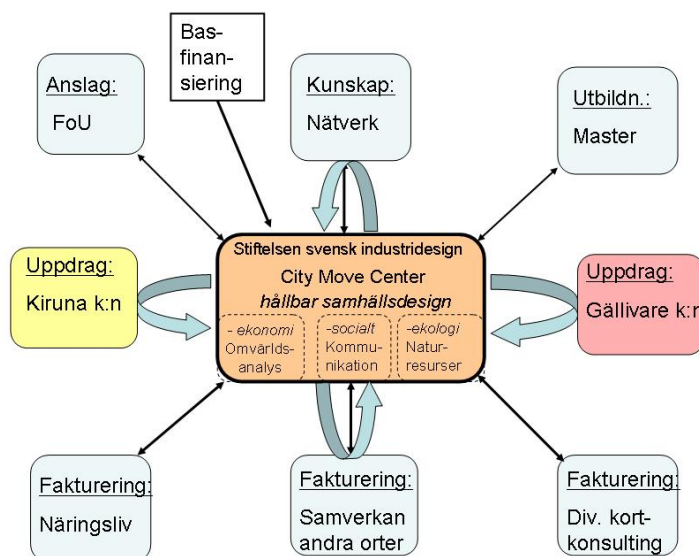 Bas-
finan-
siering
Anslag:
FoU
Kunskap:
Nätverk
Utbildn.:
Master
Stiftelsen svensk industridesign
City Move Center
hållbar samhällsdesign
- ekonomi
Omvärlds-
analys
-socialt
Kommu-
nikation
-ekologi
Natur-
resurser
Uppdrag:
Kiruna k:n
Uppdrag:
Gällivare k:n
Fakturering:
Näringsliv
Fakturering:
Samverkan
andra orter
Fakturering:
Div. kort-
konsulting